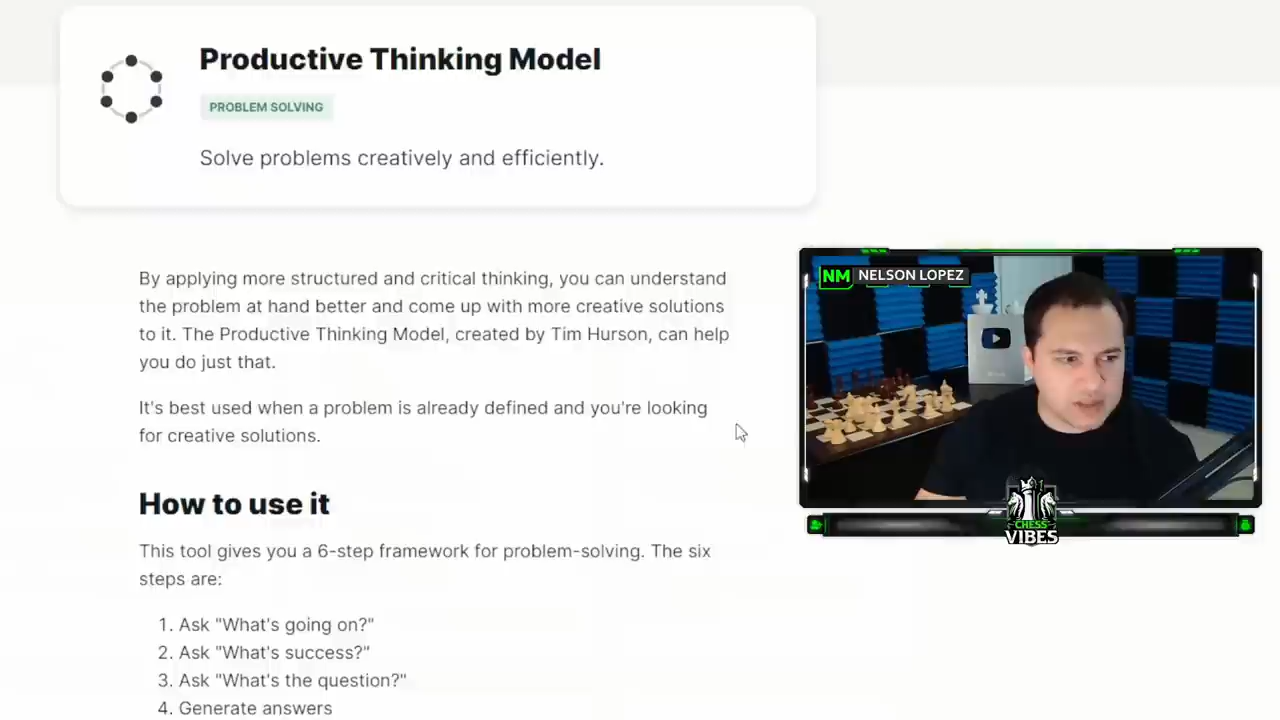 Productive Thinking Model
PROBLEM SOLVING
Solve problems creatively and efficiently.
By applying more structured and critical thinking, you can understand
the problem at hand better and come up with more creative solutions
to it. The Productive Thinking Model, created by Tim Hurson, can help
you do just that.
It's best used when a problem is already defined and you're looking
for creative solutions.
How to use it
This tool gives you a 6-step framework for problem-solving. The six
steps are:
1. Ask "What's going on?"
2. Ask "What's success?"
3. Ask "What's the question?"
4. Generate answers
NM NELSON LOPEZ
CHESS
VIBES